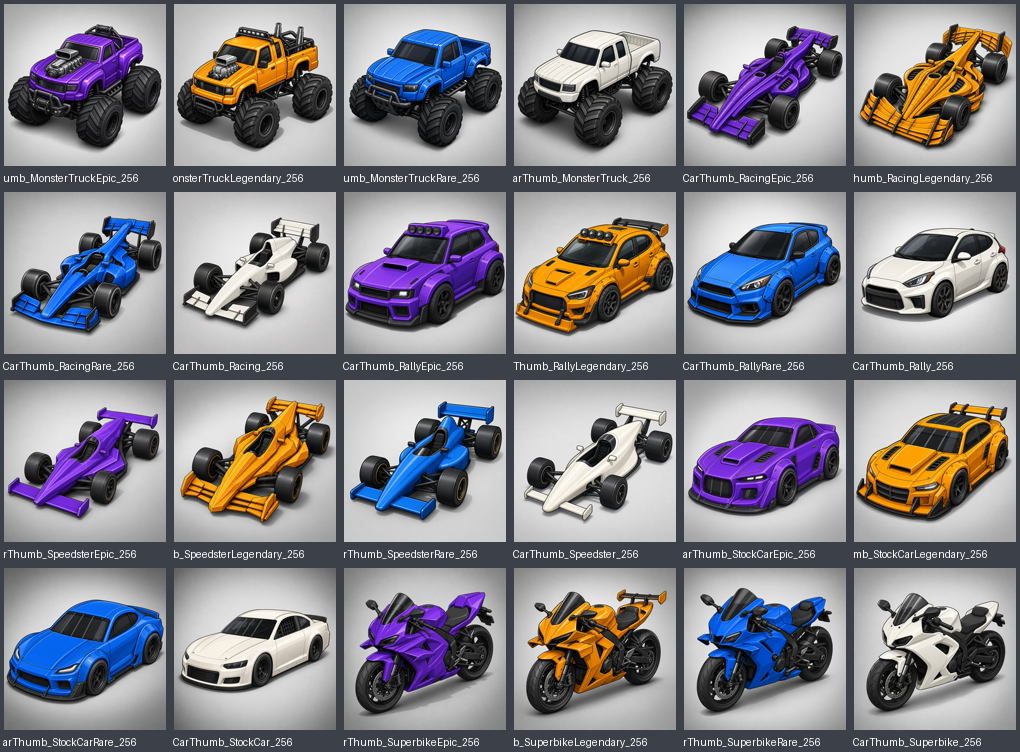 umb_MonsterTruckEpic_256
onsterTruckLegendary_256
umb_MonsterTruckRare_256
arThumb_MonsterTruck_256
CarThumb_RacingEpic_256
humb_RacingLegendary_256
CarThumb_RacingRare_256
CarThumb_Racing_256
CarThumb_RallyEpic_256
Thumb_RallyLegendary_256
CarThumb_RallyRare_256
CarThumb_Rally_256
rThumb_SpeedsterEpic_256
b_SpeedsterLegendary_256
rThumb_SpeedsterRare_256
CarThumb_Speedster_256
arThumb_StockCarEpic_256
mb_StockCarLegendary_256
arThumb_StockCarRare_256
CarThumb_StockCar_256
rThumb_SuperbikeEpic_256
b_SuperbikeLegendary_256
rThumb_SuperbikeRare_256
CarThumb_Superbike_256